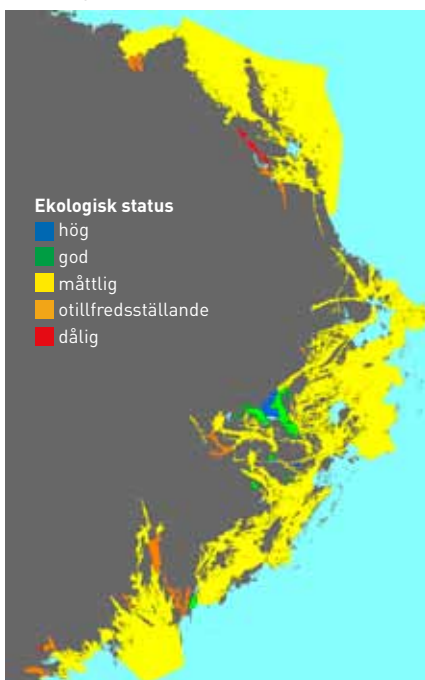 Ekologisk status
hög
god
måttlig
otillfredsställande
dålig